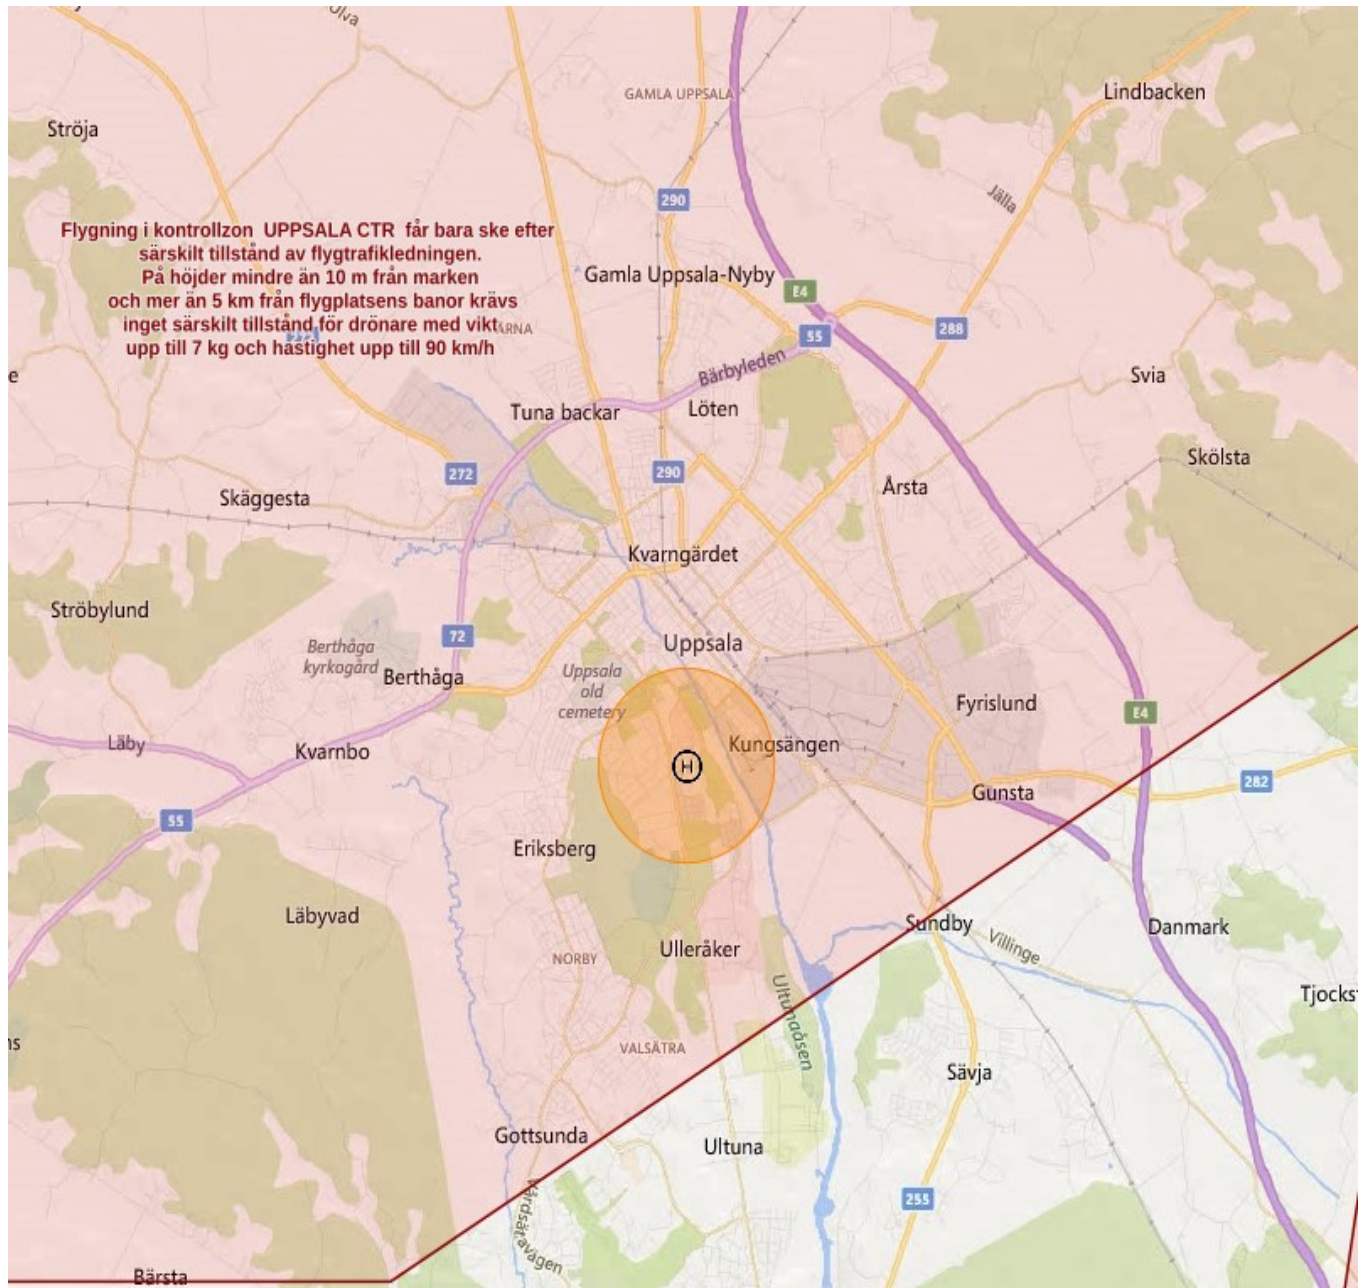 Ulva
GAMLA UPPSALA
Lindbacken
Ströja
290
Jälla
Flygning i kontrollzon UPPSALA CTR får bara ske efter
särskilt tillstånd av flygtrafikledningen.
På höjder mindre än 10 m från marken
och mer än 5 km från flygplatsens banor krävs
inget särskilt tillstånd för drönare med vikt
upp till 7 kg och hastighet upp till 90 km/h
Gamla Uppsala-Nyby
E4
55
288
Bärbyleden
Svia
e
Tuna backar
Löten
272
290
Skölsta
Skäggesta
Årsta
Kvarngärdet
Ströbylund
72
Berthåga
kyrkogård
Uppsala
Berthåga
Uppsala
old
cemetery
Fyrislund
E4
Läby
Kvarnbo
Kungsängen
H
282
Gunsta
55
Eriksberg
Läbyvad
Sundby
Danmark
Villinge
Ulleråker
NORBY
Ultunaåsen
Tjocks
ns
VALSÄTRA
Sävja
Gottsunda
Ultuna
255
Vårdsätravägen
Bärsta